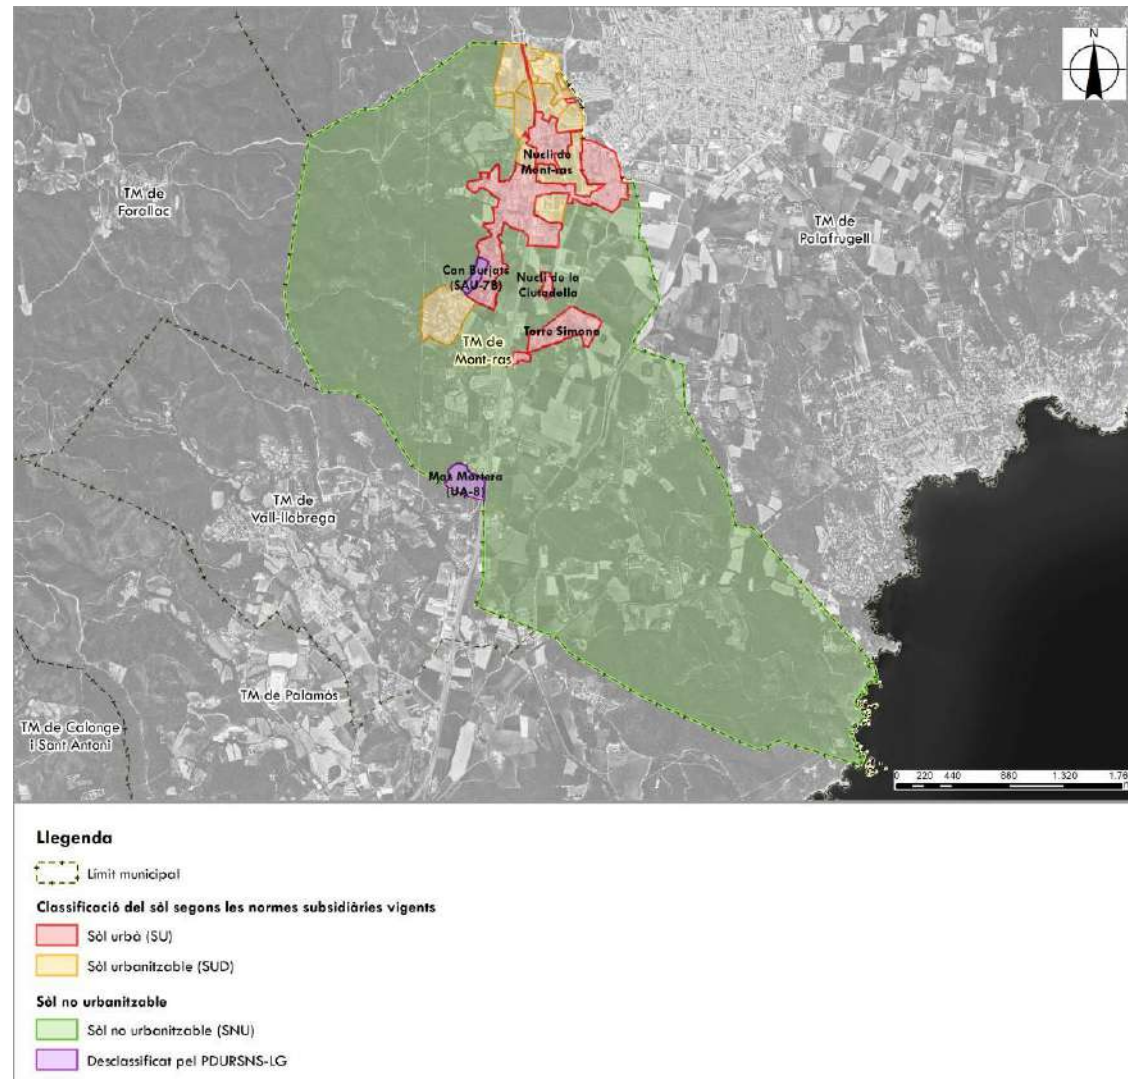 N
Nucli de
Mont-ras
TM de
Forallac
TM de
Palafrugell
Can Burjats
(SAU-7B)
Nucli de la
Ciutadella
Torre Simona
TM de
Mont-ras
Mas Martera
(UA-8)
TM de
Vall-llobrega
TM de Palamós
TM de Calonge
i Sant Antoni
0 220 440 880 1.320 1.76
Llegenda
Límit municipal
Classificació del sòl segons les normes subsidiàries vigents
Sòl urbà (SU)
Sòl urbanitzable (SUD)
Sòl no urbanitzable
Sòl no urbanitzable (SNU)
Desclassificat pel PDURSNS-LG